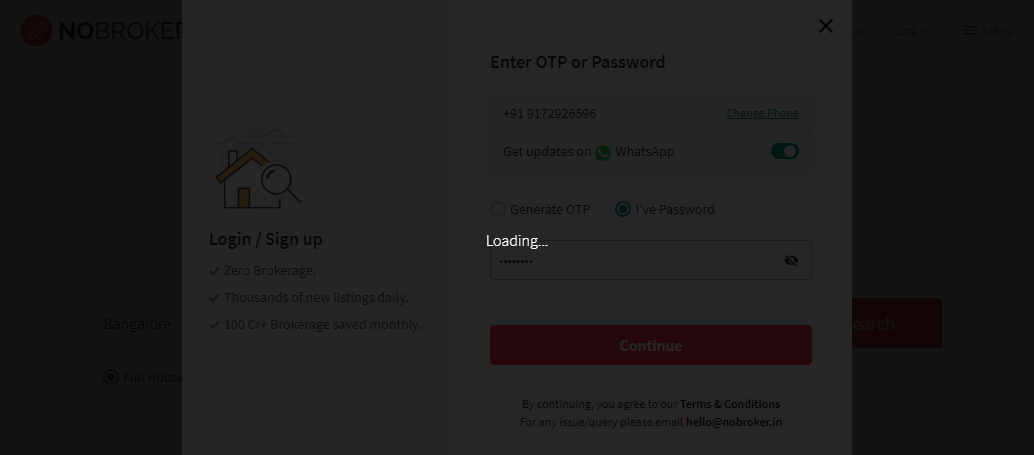 NOBROKER
Log in
Menu
Enter OTP or Password
+91 9172926596
Change Phone
Get updates on WhatsApp
Generate OTP
I've Password
Loading...
Login / Sign up
Zero Brokerage.
Thousands of new listings daily.
100 Cr+ Brokerage saved monthly.
Bangalore
Full House
Continue
By continuing, you agree to our Terms & Conditions
For any issue/query please email hello@nobroker.in